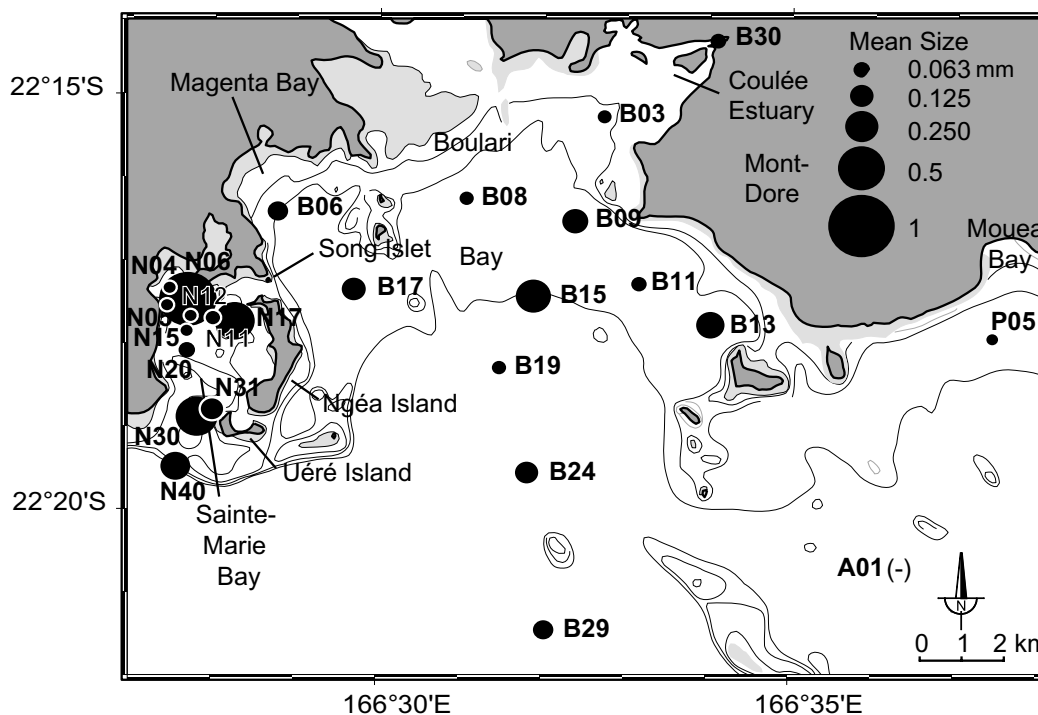 B30
Mean Size
22°15'S
Magenta Bay
Coulée
Estuary
0.063 mm
0.125
0.250
0.5
1
B03
Boulari
Mont-
Dore
B08
B06
B09
Mouea
Bay
Song Islet
Bay
N04
N06
N12
B17
B11
B15
N05
N11
N17
B13
P05
N15
N20
B19
N31
Ngéa Island
N30
Uéré Island
B24
N40
22°20'S
Sainte-
Marie
Bay
A01 (-)
N
B29
0 1 2 km
166°30'E
166°35'E